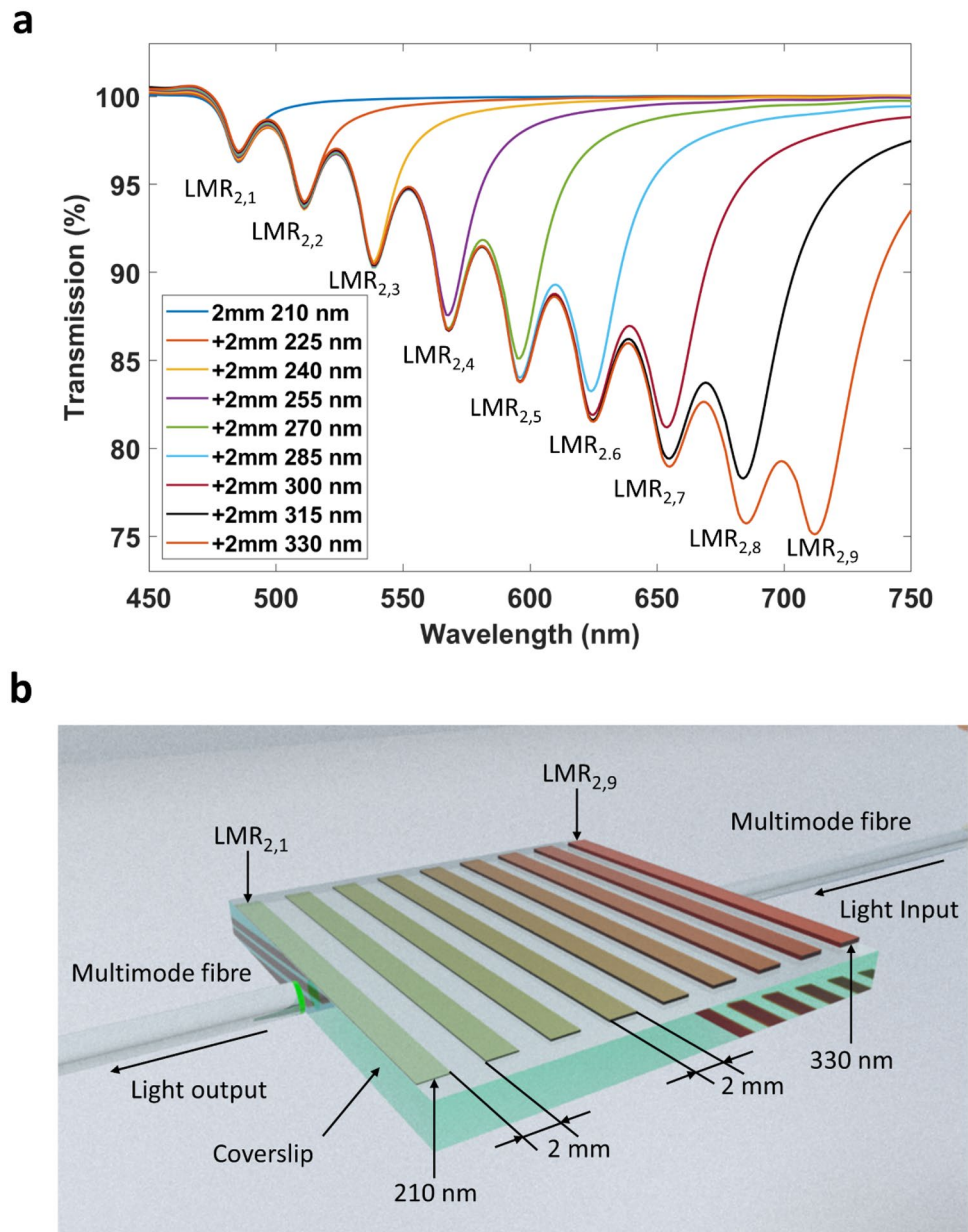 a
100
95
90
85
80
75
Transmission (%)
LMR2,1
LMR2,2
LMR2,3
LMR2,4
LMR2,5
LMR2.6
LMR2,7
LMR2,8
LMR2,9
2mm 210 nm
+2mm 225 nm
+2mm 240 nm
+2mm 255 nm
+2mm 270 nm
+2mm 285 nm
+2mm 300 nm
+2mm 315 nm
+2mm 330 nm
450 500 550 600 650 700 750
Wavelength (nm)
b
LMR2,9
LMR2,1
Multimode fibre
Light Input
Multimode fibre
330 nm
2 mm
Light output
Coverslip
2 mm
210 nm